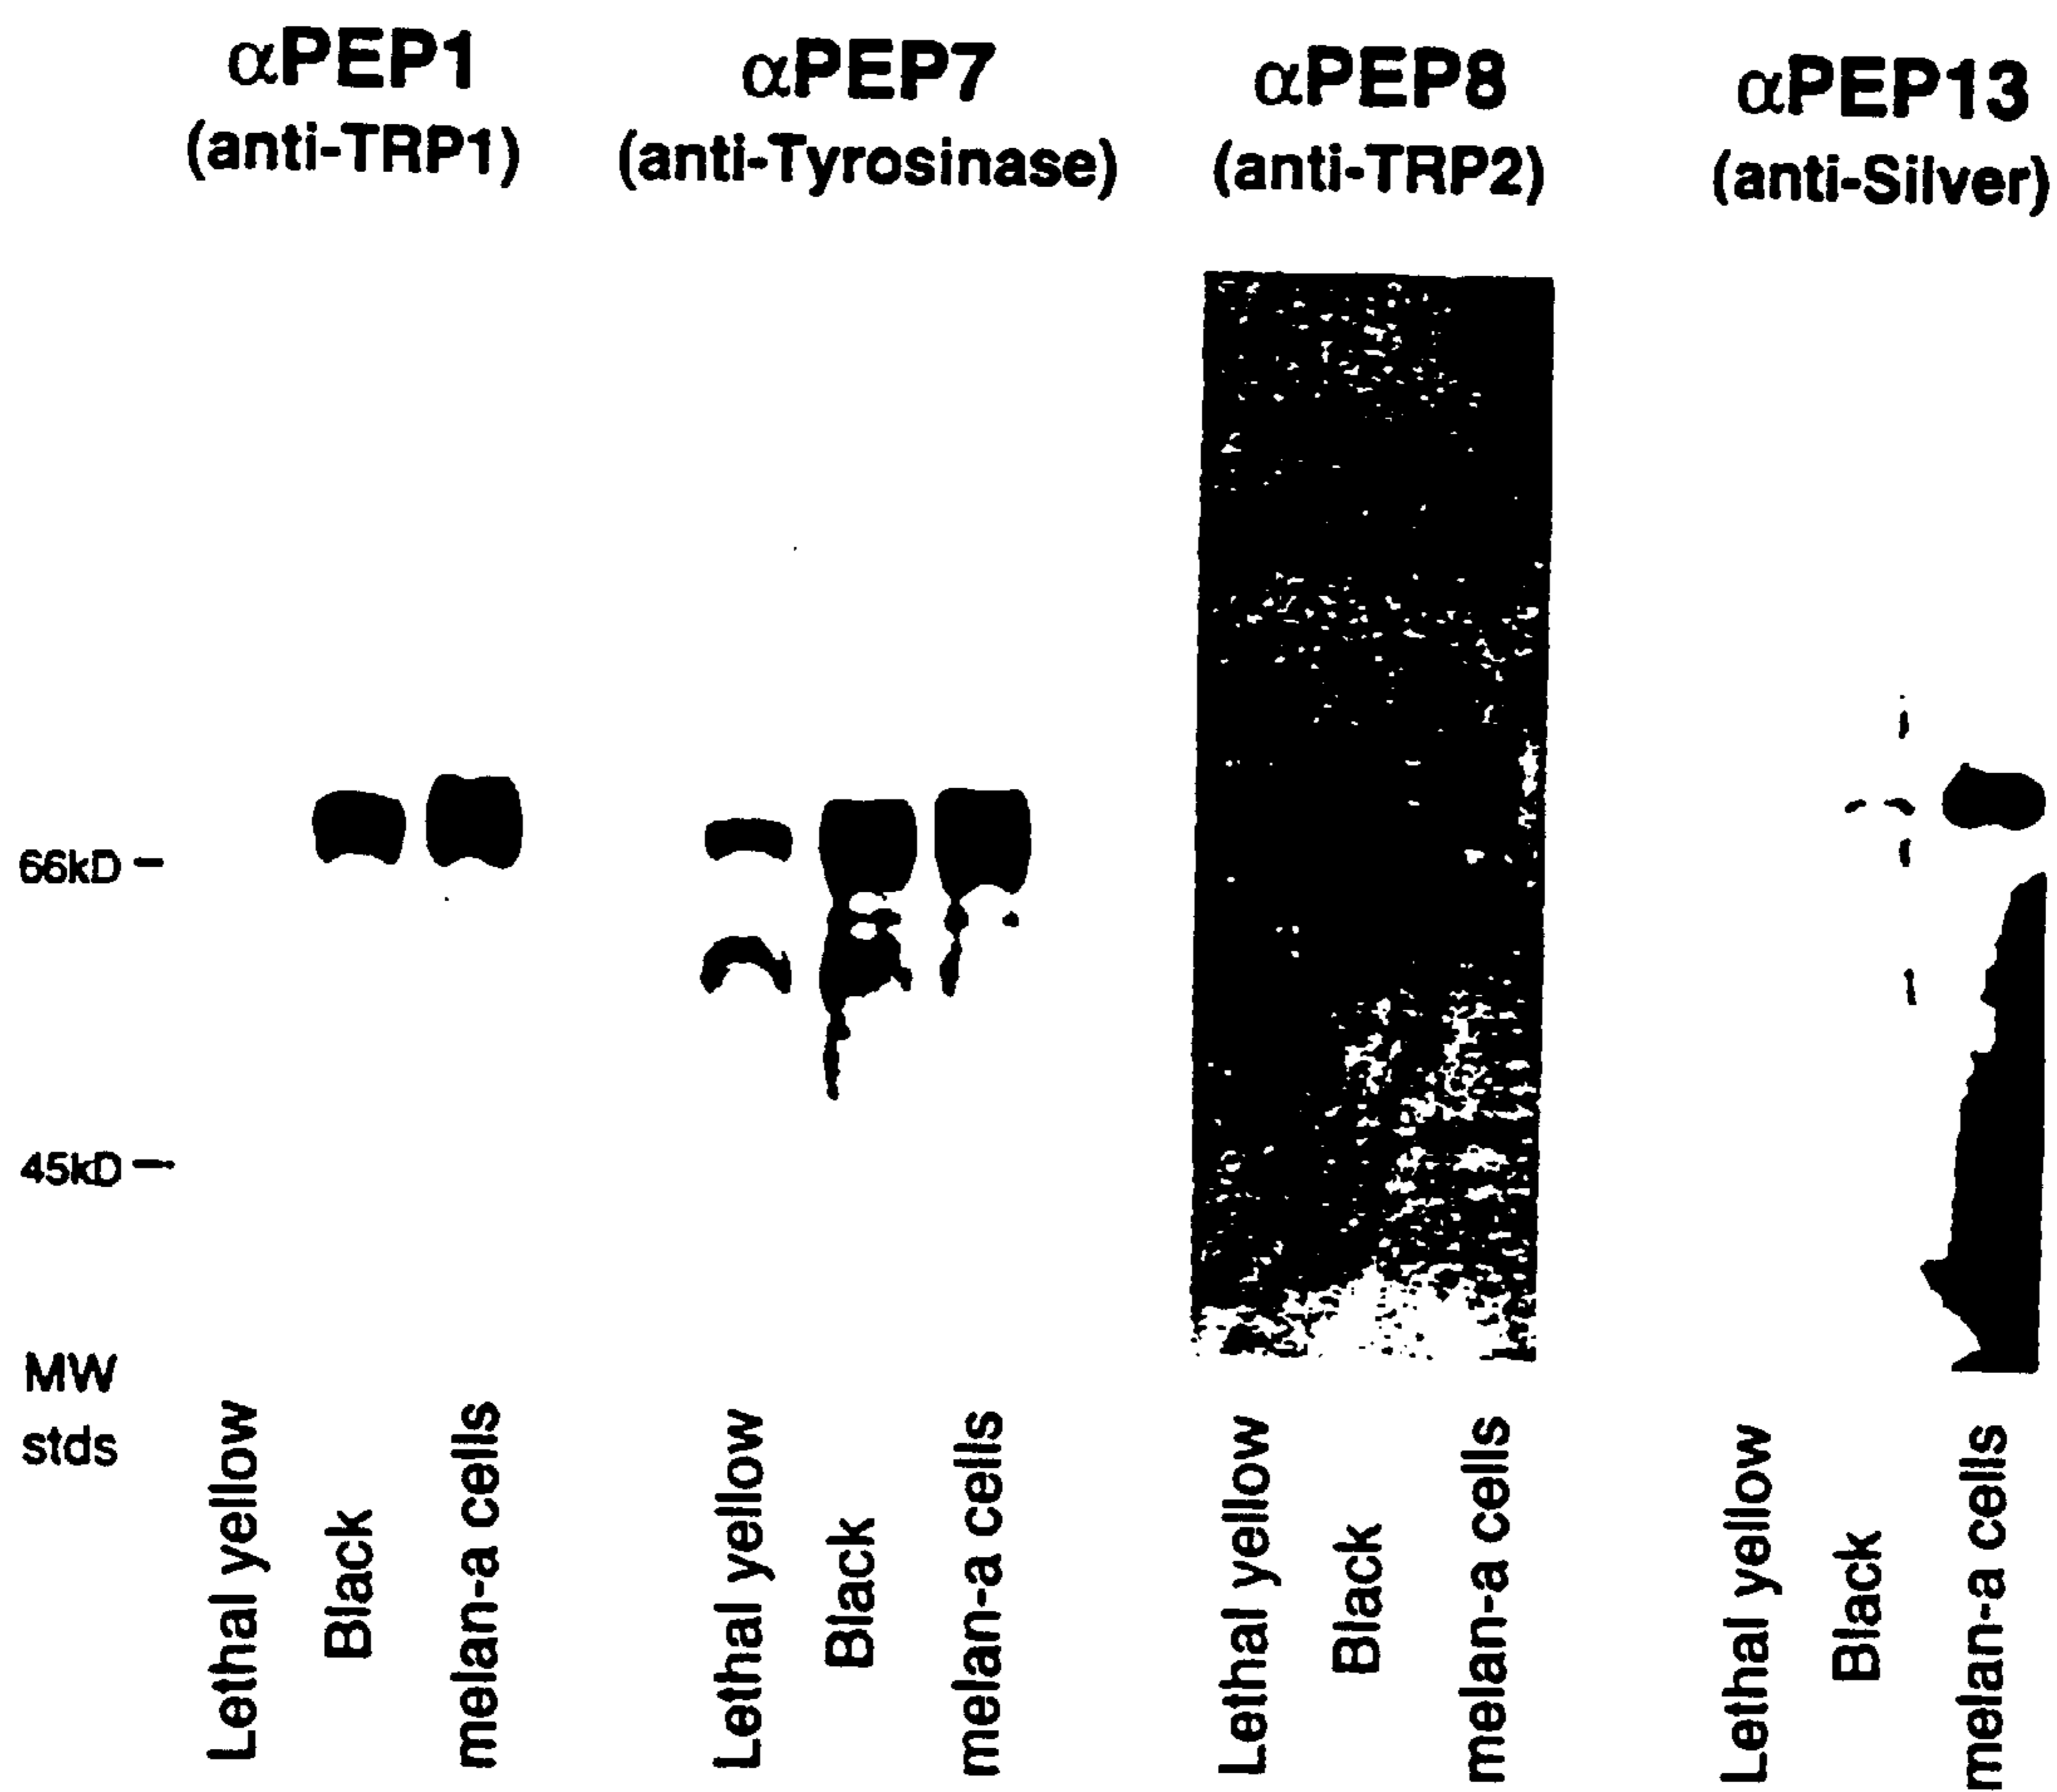 αPEP1
(anti-TRP1)
αPEP7
(anti-Tyrosinase)
αPEP8
(anti-TRP2)
αPEP13
(anti-Silver)
66kD
45kD
MW
stds
Lethal yellow
Black
melan-a cells
Lethal yellow
Black
melan-a cells
Lethal yellow
Black
melan-a cells
Lethal yellow
Black
melan-a cells